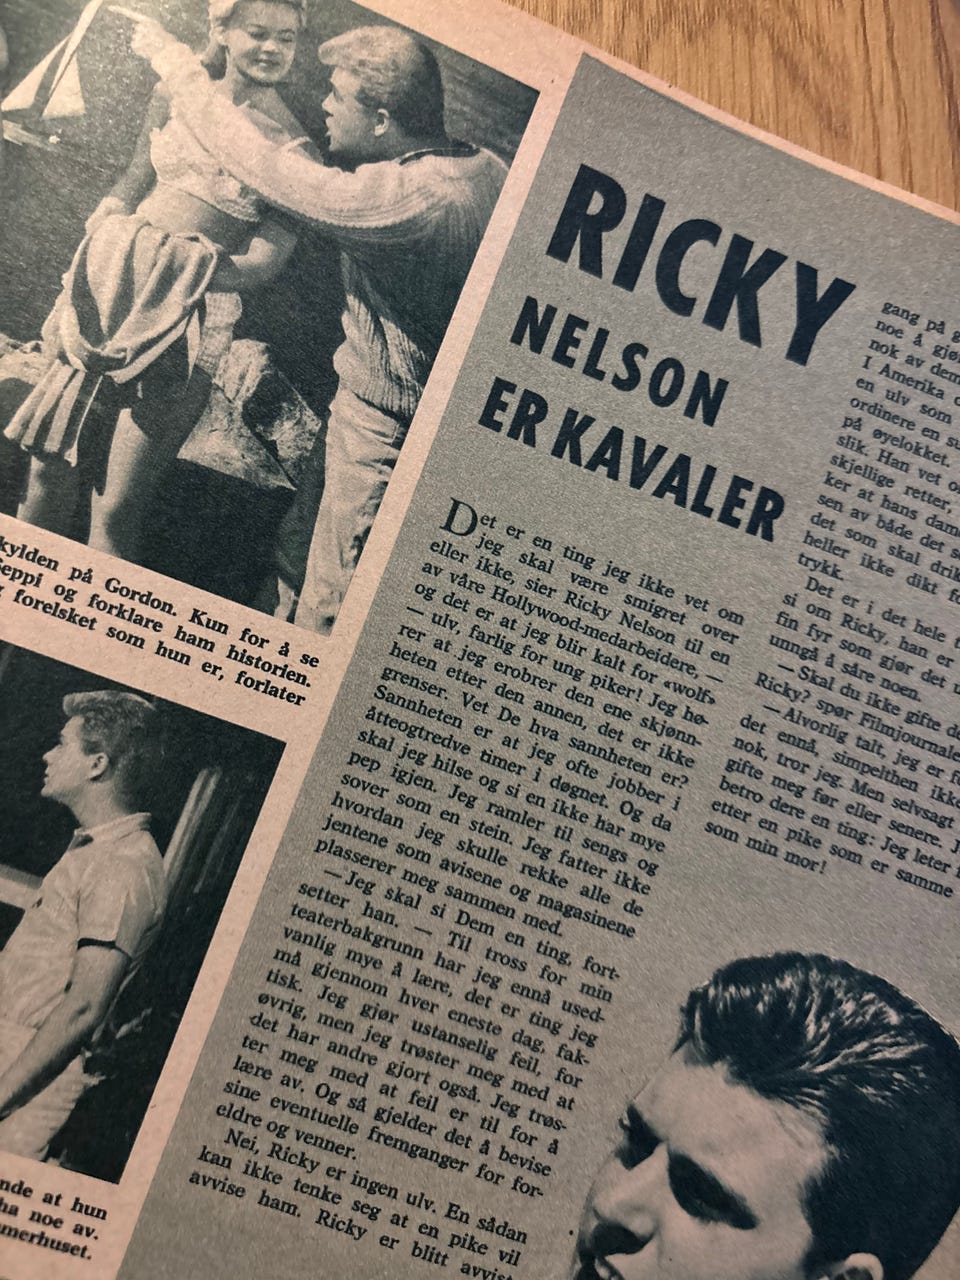 kylden på Gordon. Kun for å se
Seppi og forklare ham historien.
forelsket som hun er, forlater
nde at hun
ha noe av.
merhuset.
RICKY
NELSON
ER KAVALER
Det er en ting jeg ikke vet om
jeg skal være smigret over
eller ikke, sier Ricky Nelson til en
av våre Hollywood-medarbeidere, —
og det er at jeg blir kalt for «wolf»
— ulv, farlig for ung piker! Jeg hø-
rer at jeg erobrer den ene skjønn-
heten etter den annen, det er ikke
grenser. Vet De hva sannheten er?
Sannheten er at jeg ofte jobber i
åtteogtredve timer i døgnet. Og da
skal jeg hilse og si en ikke har mye
pep igjen. Jeg ramler til sengs og
sover som en stein. Jeg fatter ikke
hvordan jeg skulle rekke alle de
jentene som avisene og magasinene
plasserer meg sammen med.
— Jeg skal si Dem en ting, fort-
setter han. — Til tross for min
teaterbakgrunn har jeg ennå used-
vanlig mye å lære, det er ting jeg
må gjennom hver eneste dag, fak-
tisk. Jeg gjør ustanselig feil, for
øvrig, men jeg trøster meg med at
det har andre gjort også. Jeg trøs-
ter meg med at feil er til for å
lære av. Og så gjelder det å bevise
sine eventuelle fremganger for for-
eldre og venner.
Nei, Ricky er ingen ulv. En sådan
kan ikke tenke seg at en pike vil
avvise ham. Ricky er blitt avvist
gang på g
noe å gjø
nok av dem
I Amerika
en ulv som
ordinere en su
på øyelokket.
slik. Han vet
skjellige retter,
ker at hans dam
sen av både det s
det som skal drik
heller ikke dikt fo
trykk.
Det er i det hele t
si om Ricky, han er
fin fyr som gjør det
unngå å såre noen.
— Skal du ikke gifte d
Ricky? spør Filmjournale
— Alvorlig talt, jeg er f
det ennå, simpelthen ikke
nok, tror jeg. Men selvsagt
gifte meg før eller senere. J
betro dere en ting: Jeg leter
etter en pike som er samme
som min mor!